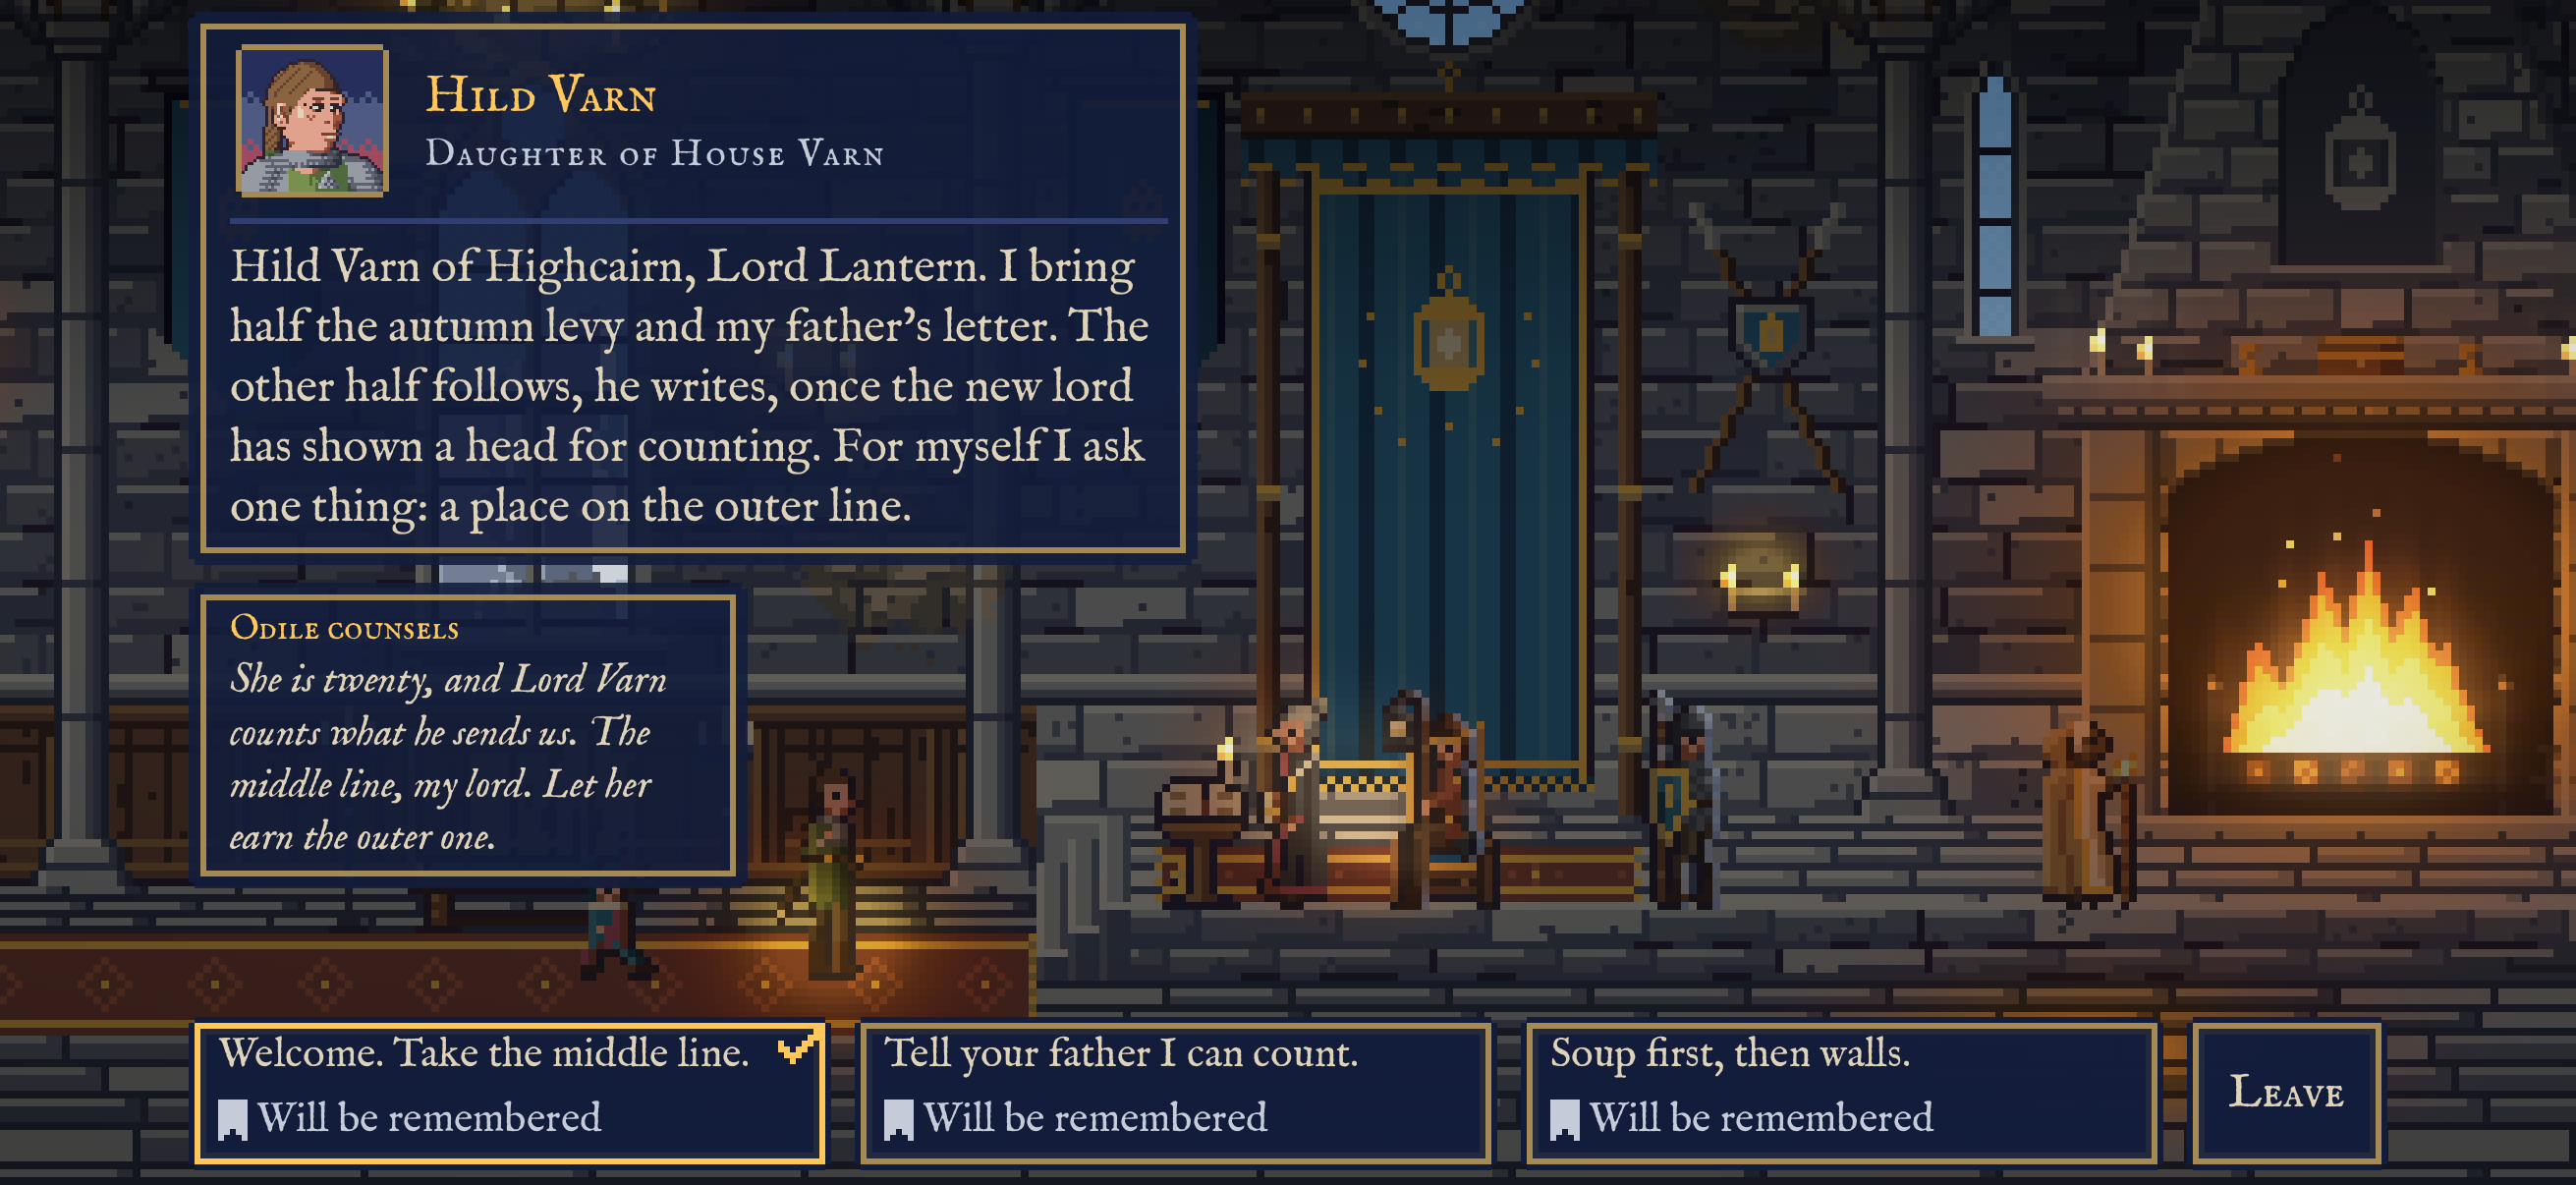 Hild Varn
Daughter of House Varn
Hild Varn of Highcairn, Lord Lantern. I bring
half the autumn levy and my father’s letter. The
other half follows, he writes, once the new lord
has shown a head for counting. For myself I ask
one thing: a place on the outer line.
Odile counsels
She is twenty, and Lord Varn
counts what he sends us. The
middle line, my lord. Let her
earn the outer one.
Welcome. Take the middle line.
Will be remembered
Tell your father I can count.
Will be remembered
Soup first, then walls.
Will be remembered
Leave